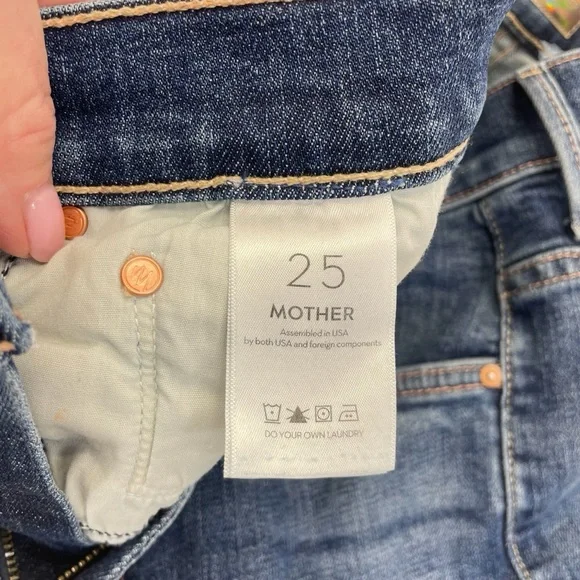 25
MOTHER
Assembled in USA
by both USA and foreign components
DO YOUR OWN LAUNDRY